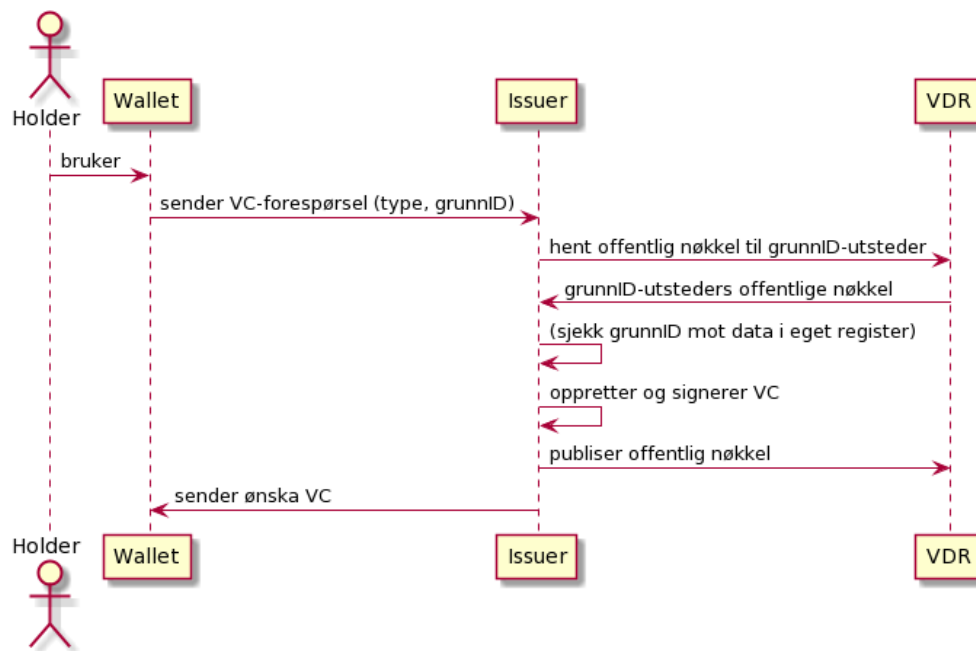 Holder
Wallet
Issuer
VDR
bruker
sender VC-forespørsel (type, grunnID)
hent offentlig nøkkel til grunnID-utsteder
grunnID-utsteders offentlige nøkkel
(sjekk grunnID mot data i eget register)
oppretter og signerer VC
publiser offentlig nøkkel
sender ønska VC
Holder
Wallet
Issuer
VDR